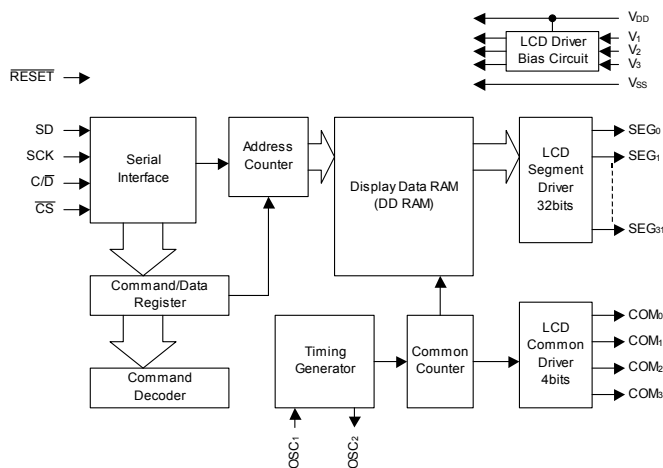 VDD
LCD Driver
Bias Circuit
V1
V2
V3
RESET
VSS
SD
SCK
C/D
CS
Serial
Interface
Address
Counter
Display Data RAM
(DD RAM)
LCD
Segment
Driver
32bits
SEG0
SEG1
SEG31
Command/Data
Register
Command
Decoder
Timing
Generator
Common
Counter
LCD
Common
Driver
4bits
COM0
COM1
COM2
COM3
OSC1
OSC2